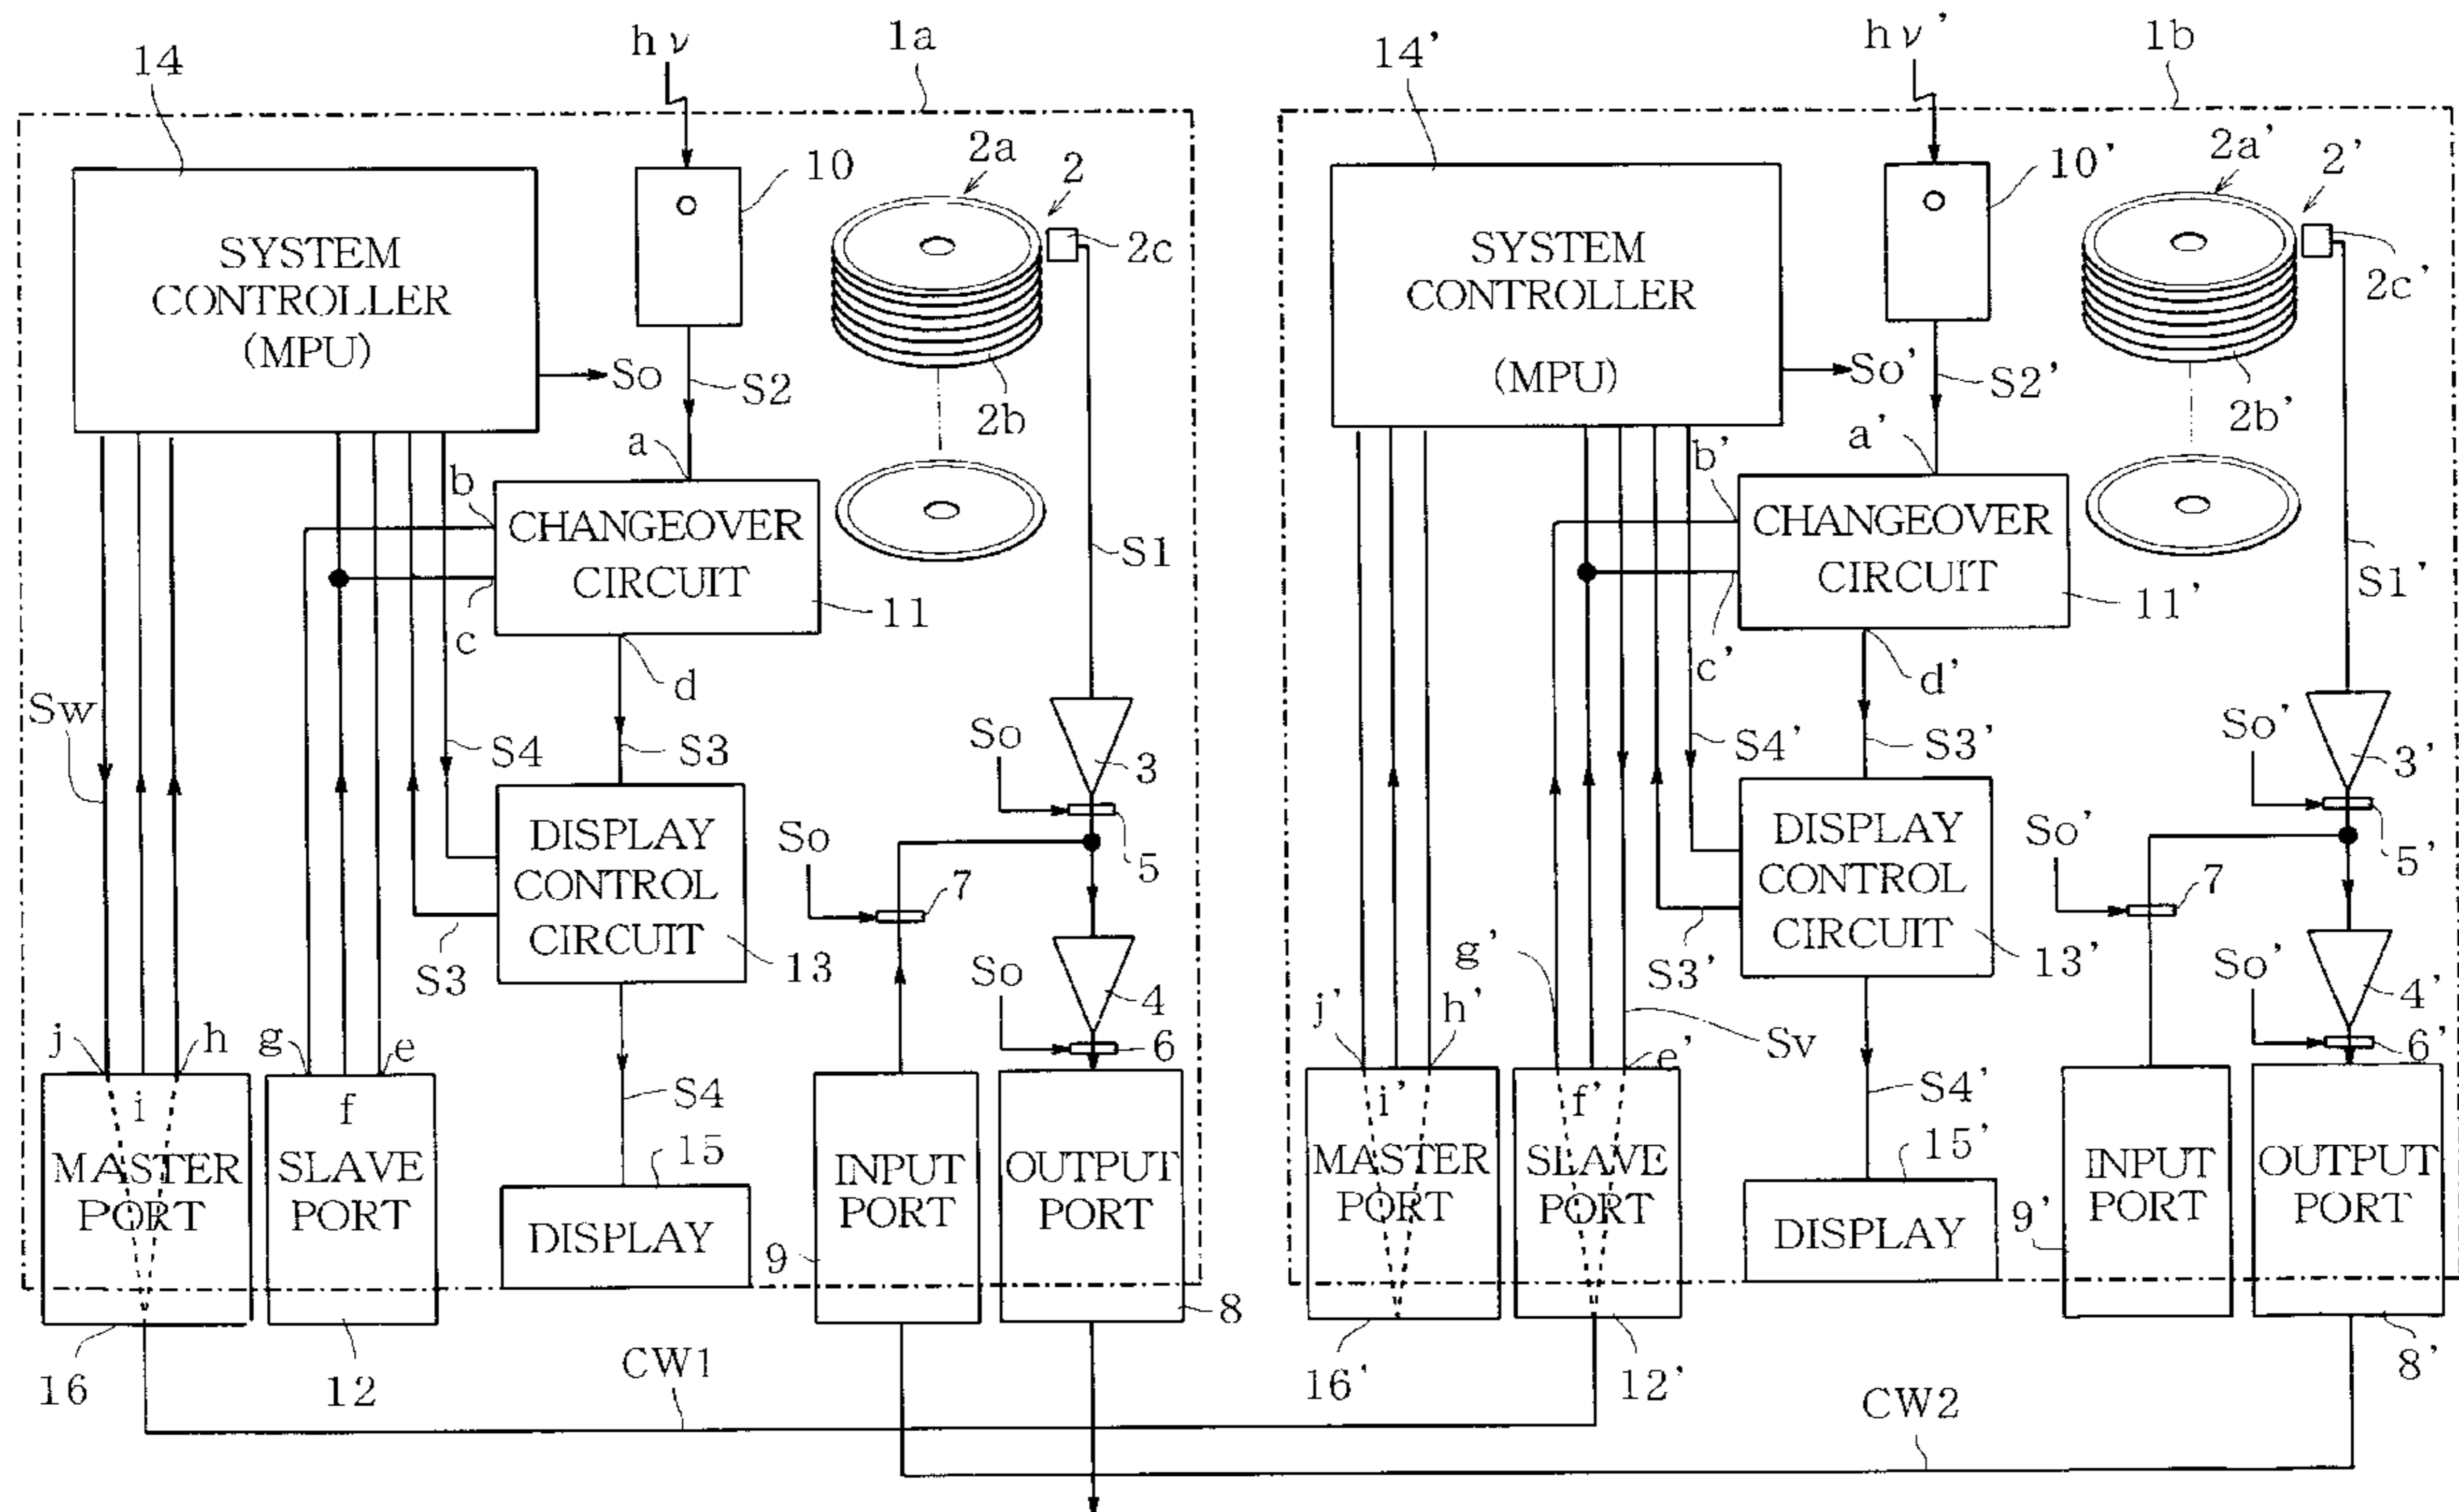 hν
1a
14
10
2a
2
2c
SYSTEM
CONTROLLER
(MPU)
So
S2
2b
a
b
CHANGEOVER
CIRCUIT
c
11
d
S1
Sw
S4
S3
So
3
5
DISPLAY
CONTROL
CIRCUIT
13
So
7
S3
So
4
6
j
h
g
e
i
f
MASTER
PORT
SLAVE
PORT
S4
15
DISPLAY
INPUT
PORT
9
OUTPUT
PORT
8
16
12
CW1
hν'
1b
14'
10'
2a'
2'
2c'
SYSTEM
CONTROLLER
(MPU)
So'
S2'
2b'
a'
b'
CHANGEOVER
CIRCUIT
c'
11'
d'
S1'
S4'
S3'
So'
3'
5'
DISPLAY
CONTROL
CIRCUIT
13'
So'
7
S3'
So'
4'
6'
g'
j'
h'
e'
Sv
i'
f'
MASTER
PORT
SLAVE
PORT
S4'
15'
DISPLAY
INPUT
PORT
9'
OUTPUT
PORT
8'
16'
12'
CW2